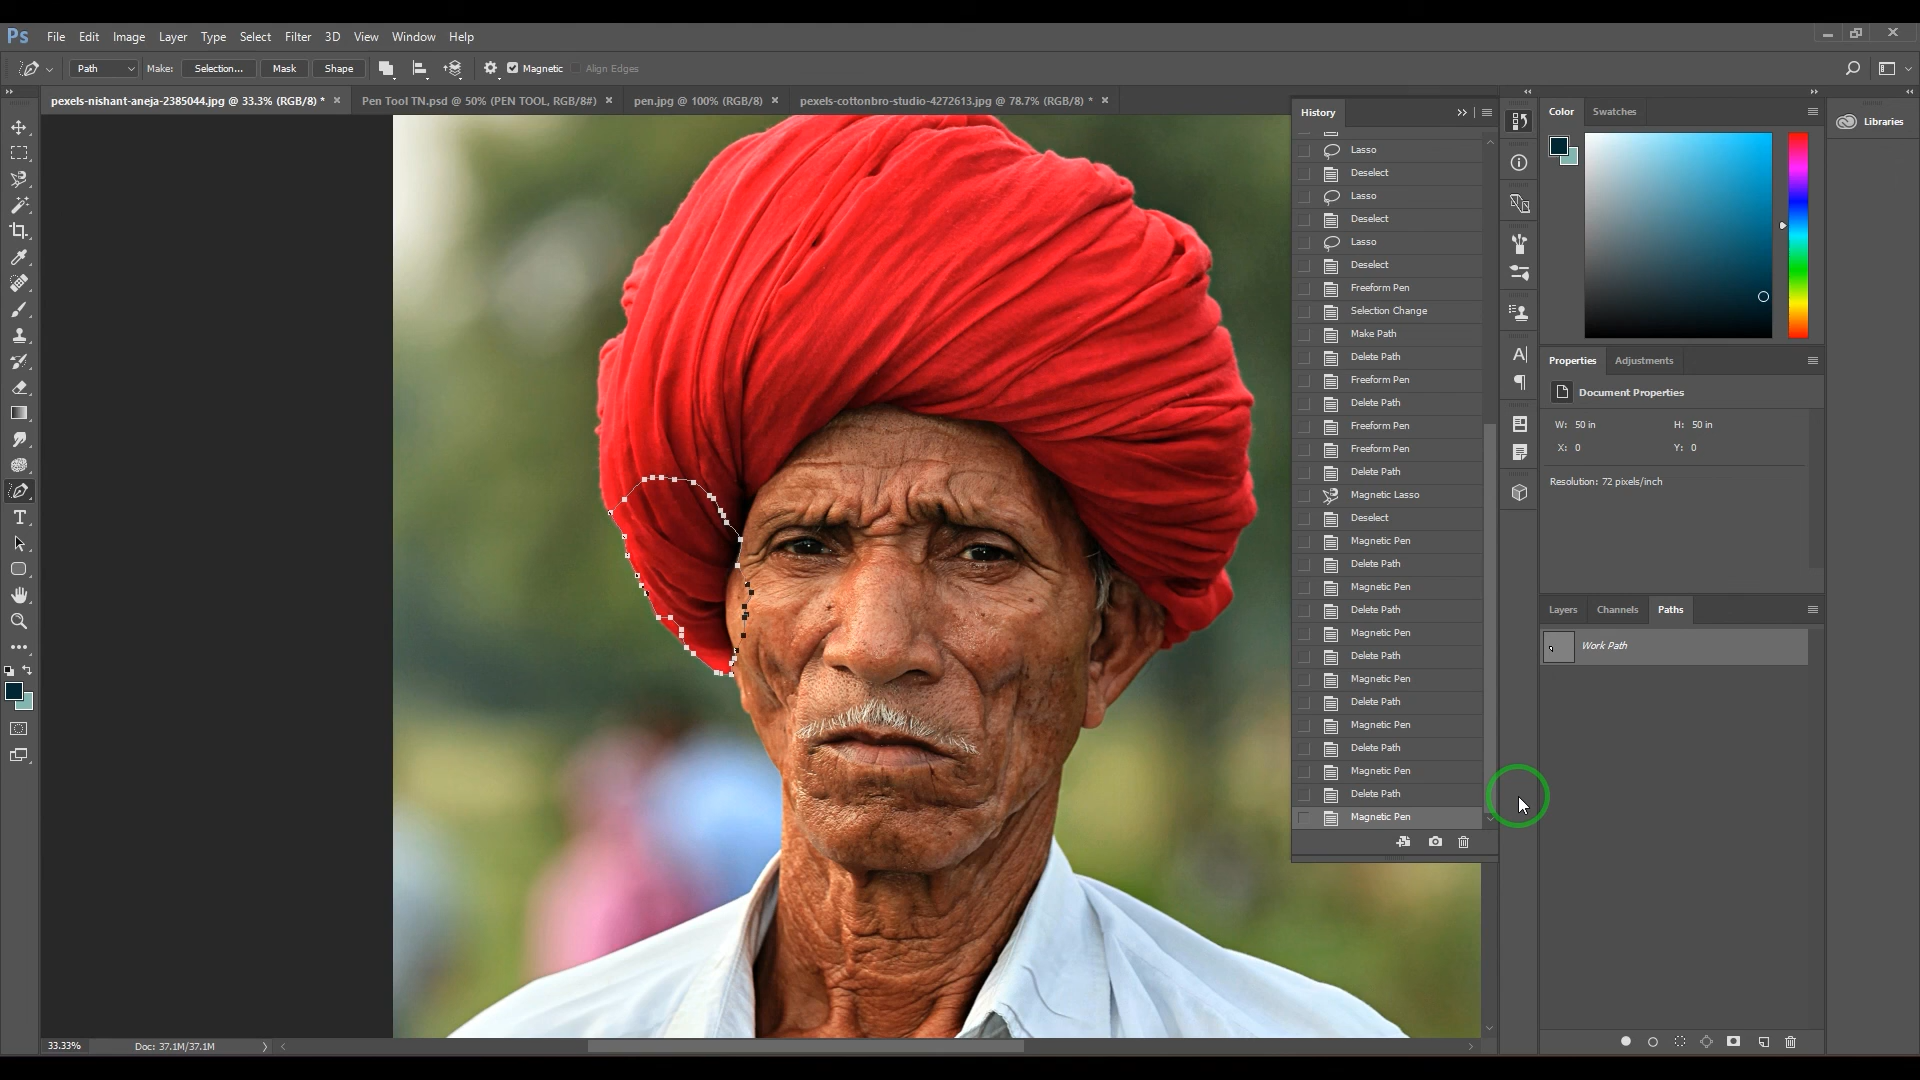 Ps File Edit Image Layer Type Select Filter 3D View Window Help
Path Make: Selection... Mask Shape Magnetic Align Edges
pexels-nishant-aneja-2385044.jpg @ 33.3% (RGB/8) * × Pen Tool TN.psd @ 50% (PEN TOOL, RGB/8#) × pen.jpg @ 100% (RGB/8) × pexels-cottonbro-studio-4272613.jpg @ 78.7% (RGB/8) * ×
History
Lasso
Deselect
Lasso
Deselect
Lasso
Deselect
Freeform Pen
Selection Change
Make Path
Delete Path
Freeform Pen
Delete Path
Freeform Pen
Freeform Pen
Delete Path
Magnetic Lasso
Deselect
Magnetic Pen
Delete Path
Magnetic Pen
Delete Path
Magnetic Pen
Delete Path
Magnetic Pen
Delete Path
Magnetic Pen
Delete Path
Magnetic Pen
Delete Path
Magnetic Pen
Color Swatches
Libraries
Properties Adjustments
Document Properties
W: 50 in H: 50 in
X: 0 Y: 0
Resolution: 72 pixels/inch
Layers Channels Paths
Work Path
33.33% Doc: 37.1M/37.1M